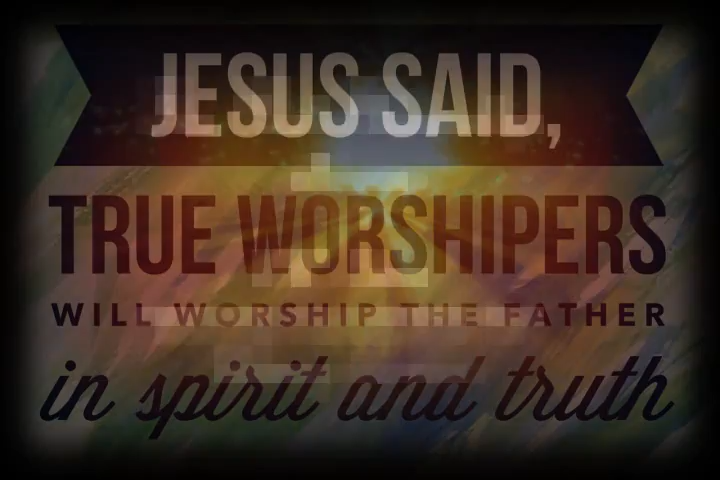 JESUS SAID,
TRUE WORSHIPERS
WILL WORSHIP THE FATHER
in spirit and truth